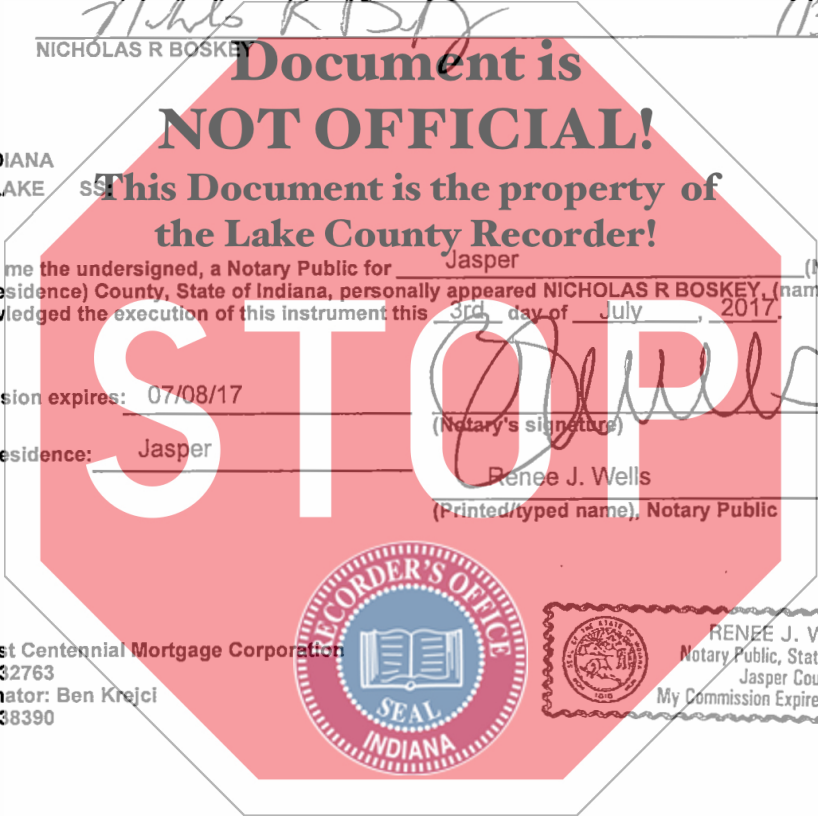 NICHOLAS R BOSKEY
Document is
NOT OFFICIAL!
IANA
AKE SS:
This Document is the property of
the Lake County Recorder!
me the undersigned, a Notary Public for Jasper
esidence) County, State of Indiana, personally appeared NICHOLAS R BOSKEY, (nam
ledged the execution of this instrument this 3rd day of July, 2017.
STOP
sion expires: 07/08/17
(Notary's signature)
esidence: Jasper
Renee J. Wells
(Printed/typed name), Notary Public
RECORDER'S OFFICE
SEAL
INDIANA
st Centennial Mortgage Corporation
32763
nator: Ben Krejci
38390
RENEE J. W
Notary Public, Stat
Jasper Cou
My Commission Expire